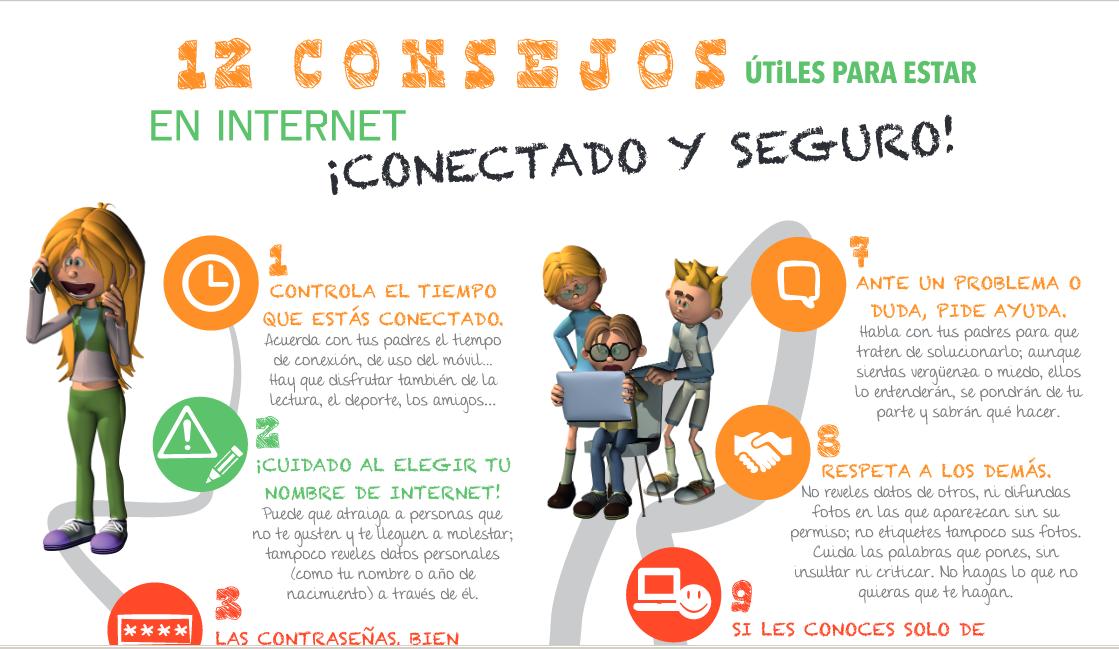 12 CONSEJOS ÚTiLES PARA ESTAR
EN INTERNET
¡CONECTADO Y SEGURO!
1
CONTROLA EL TIEMPO
QUE ESTÁS CONECTADO.
Acuerda con tus padres el tiempo
de conexión, de uso del móvil...
Hay que disfrutar también de la
lectura, el deporte, los amigos...
2
¡CUIDADO AL ELEGIR TU
NOMBRE DE INTERNET!
Puede que atraiga a personas que
no te gusten y te lleguen a molestar;
tampoco reveles datos personales
(como tu nombre o año de
nacimiento) a través de él.
3
****
LAS CONTRASEÑAS, BIEN
7
ANTE UN PROBLEMA O
DUDA, PIDE AYUDA.
Habla con tus padres para que
traten de solucionarlo; aunque
sientas vergüenza o miedo, ellos
lo entenderán, se pondrán de tu
parte y sabrán qué hacer.
8
RESPETA A LOS DEMÁS.
No reveles datos de otros, ni difundas
fotos en las que aparezcan sin su
permiso; no etiquetes tampoco sus fotos.
Cuida las palabras que pones, sin
insultar ni criticar. No hagas lo que no
quieras que te hagan.
9
SI LES CONOCES SOLO DE